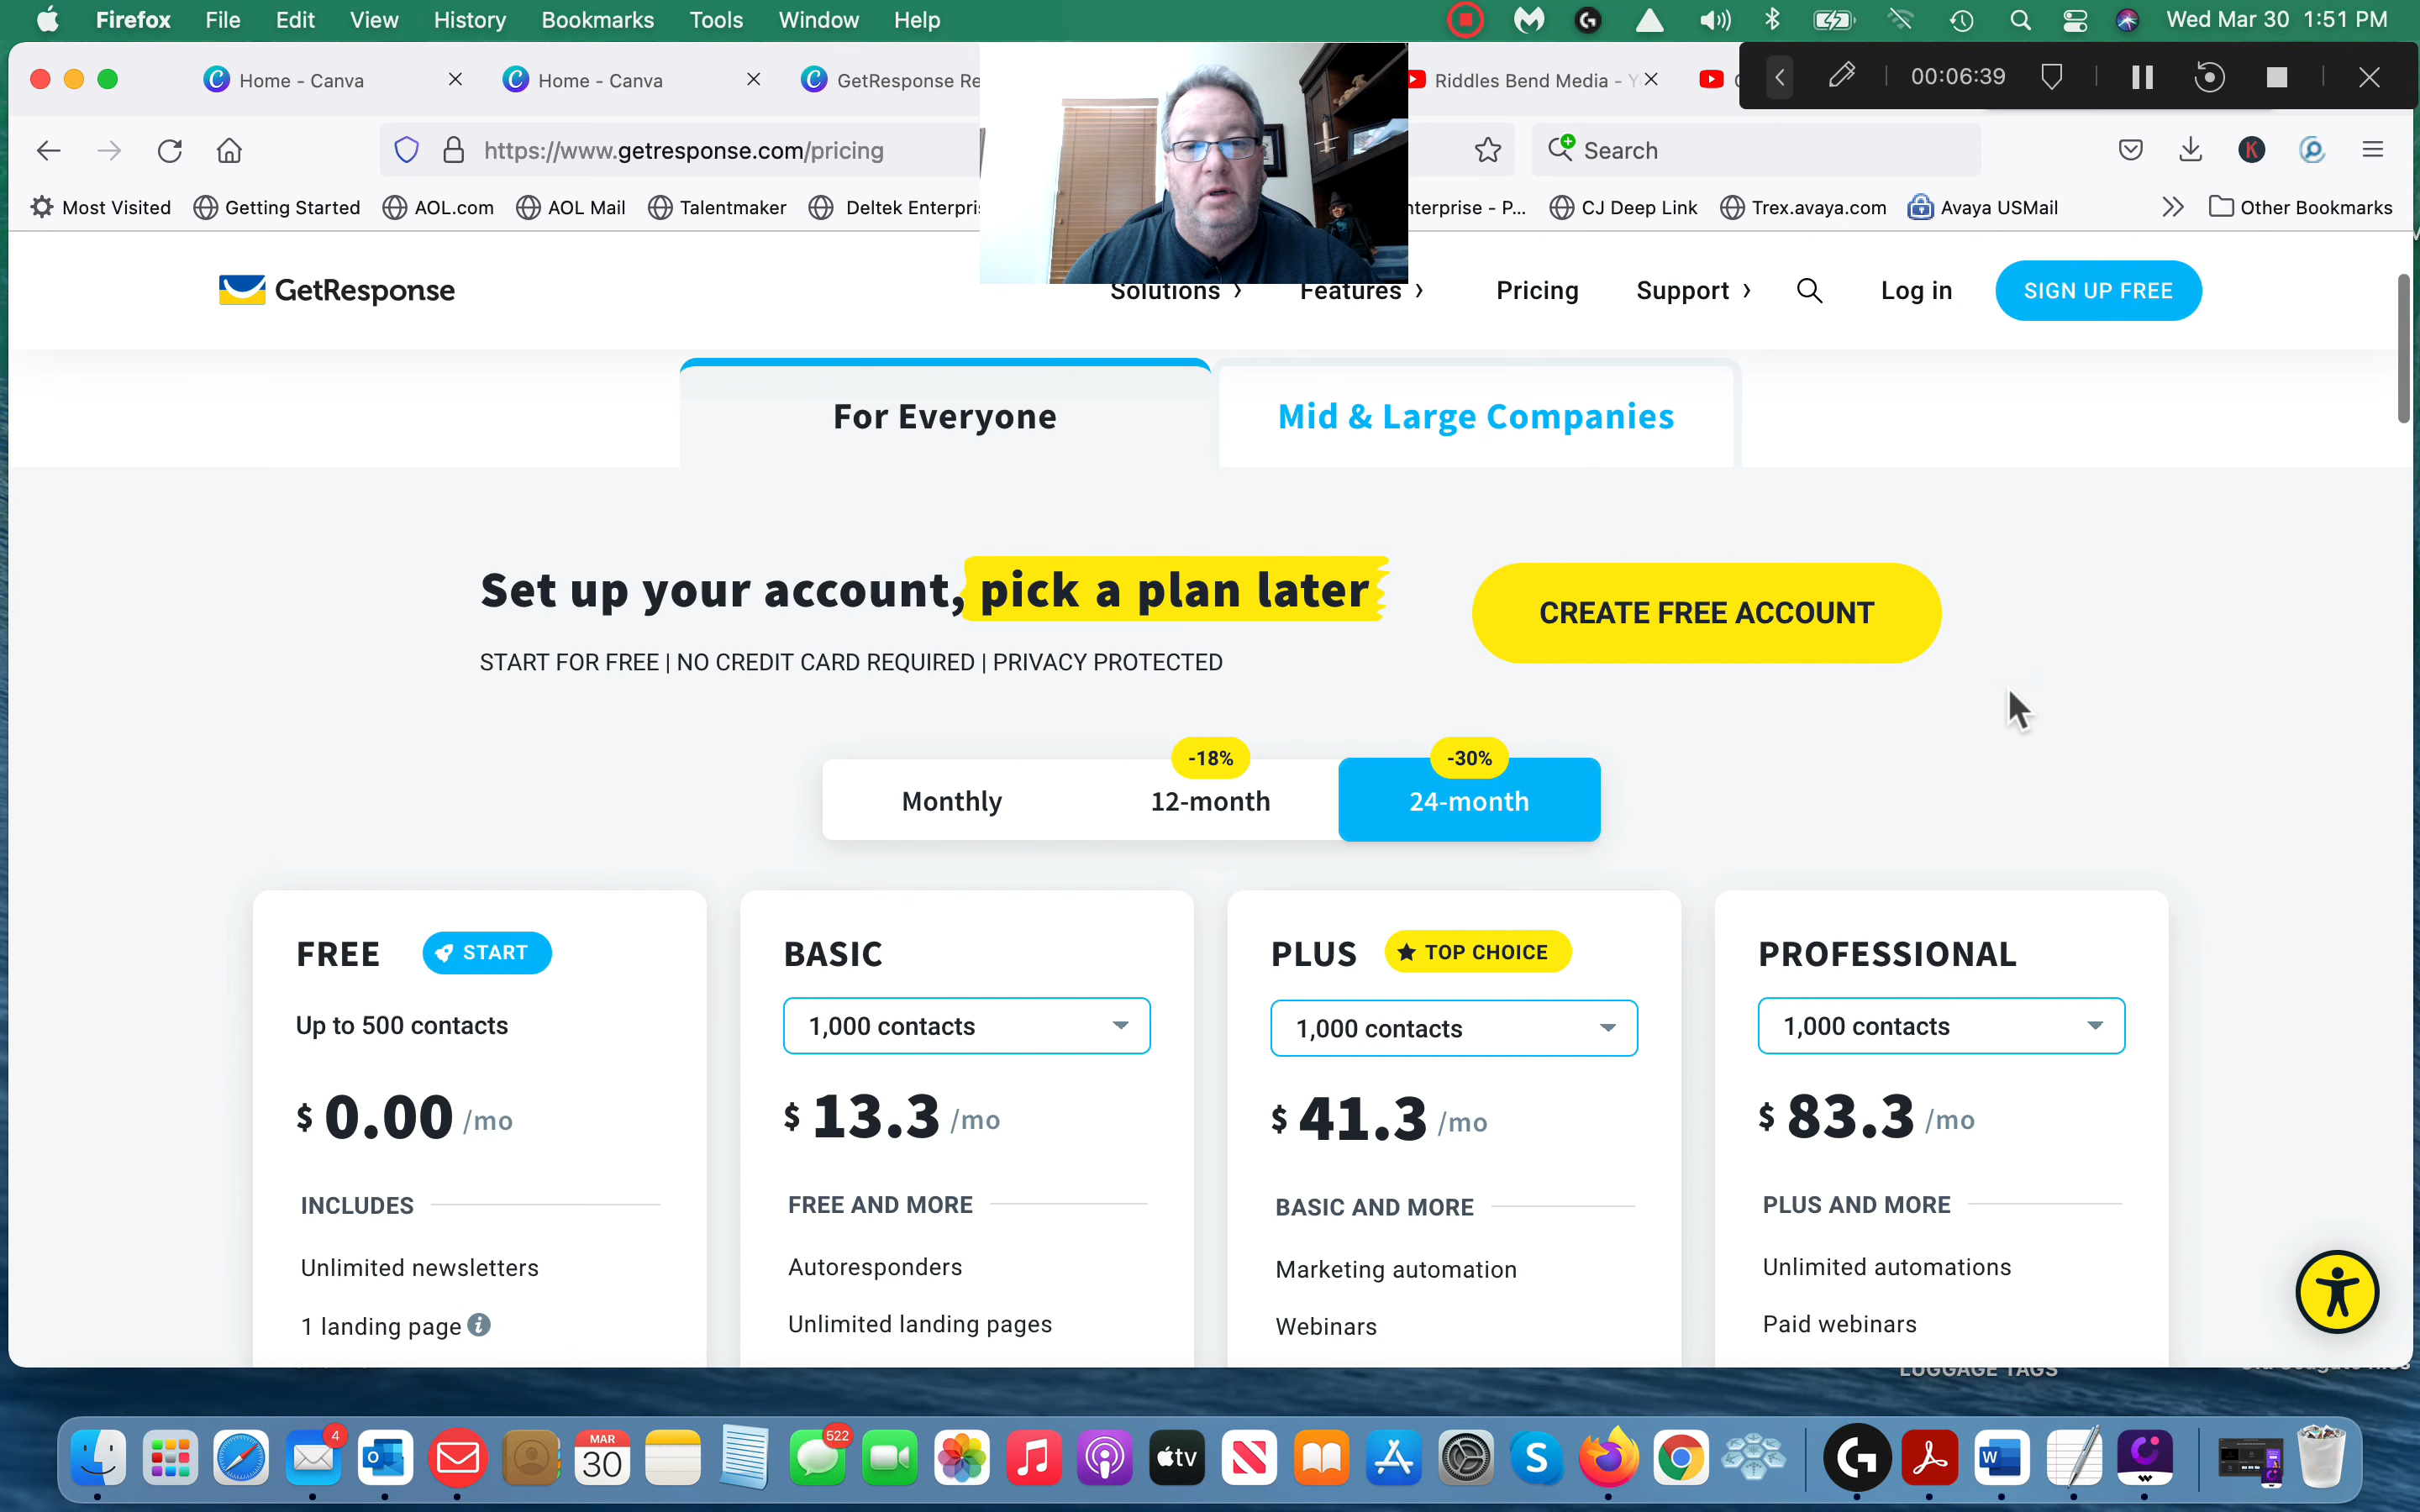 Firefox File Edit View History Bookmarks Tools Window Help Wed Mar 30 1:51 PM
Home - Canva Home - Canva GetResponse Re Riddles Bend Media - Y 00:06:39
https://www.getresponse.com/pricing Search
Most Visited Getting Started AOL.com AOL Mail Talentmaker Deltek Enterpri nterprise - P... CJ Deep Link Trex.avaya.com Avaya USMail Other Bookmarks
GetResponse Solutions Features Pricing Support Log in SIGN UP FREE
For Everyone Mid & Large Companies
Set up your account, pick a plan later
CREATE FREE ACCOUNT
START FOR FREE | NO CREDIT CARD REQUIRED | PRIVACY PROTECTED
-18% -30%
Monthly 12-month 24-month
FREE START BASIC PLUS TOP CHOICE PROFESSIONAL
Up to 500 contacts 1,000 contacts 1,000 contacts 1,000 contacts
$ 0.00 /mo $ 13.3 /mo $ 41.3 /mo $ 83.3 /mo
INCLUDES FREE AND MORE BASIC AND MORE PLUS AND MORE
Unlimited newsletters Autoresponders Marketing automation Unlimited automations
1 landing page Unlimited landing pages Webinars Paid webinars
LUGGAGE TAGS
4 522 MAR 30 tv